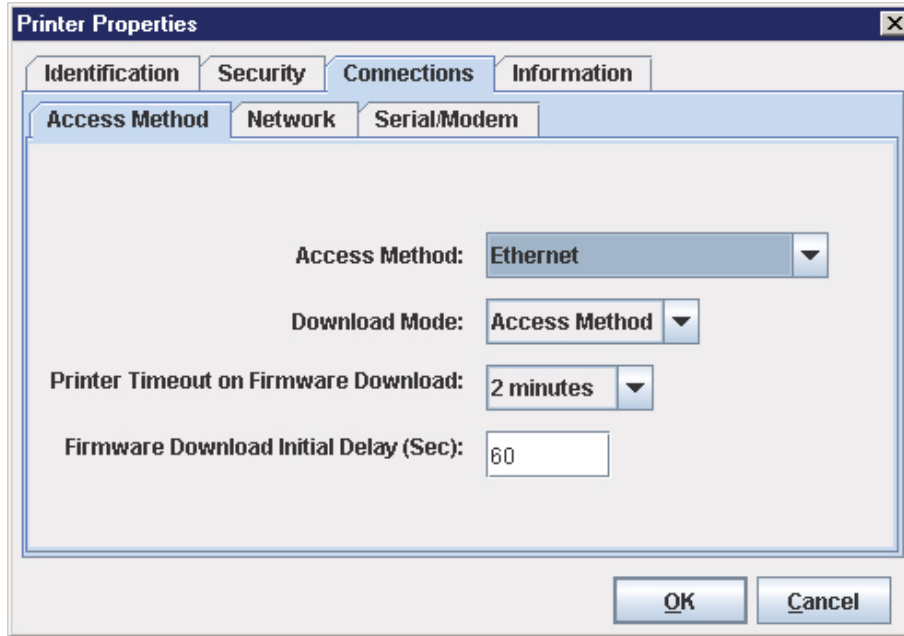 Printer Properties
Identification Security Connections Information
Access Method Network Serial/Modem
Access Method: Ethernet
Download Mode: Access Method
Printer Timeout on Firmware Download: 2 minutes
Firmware Download Initial Delay (Sec): 60
OK Cancel